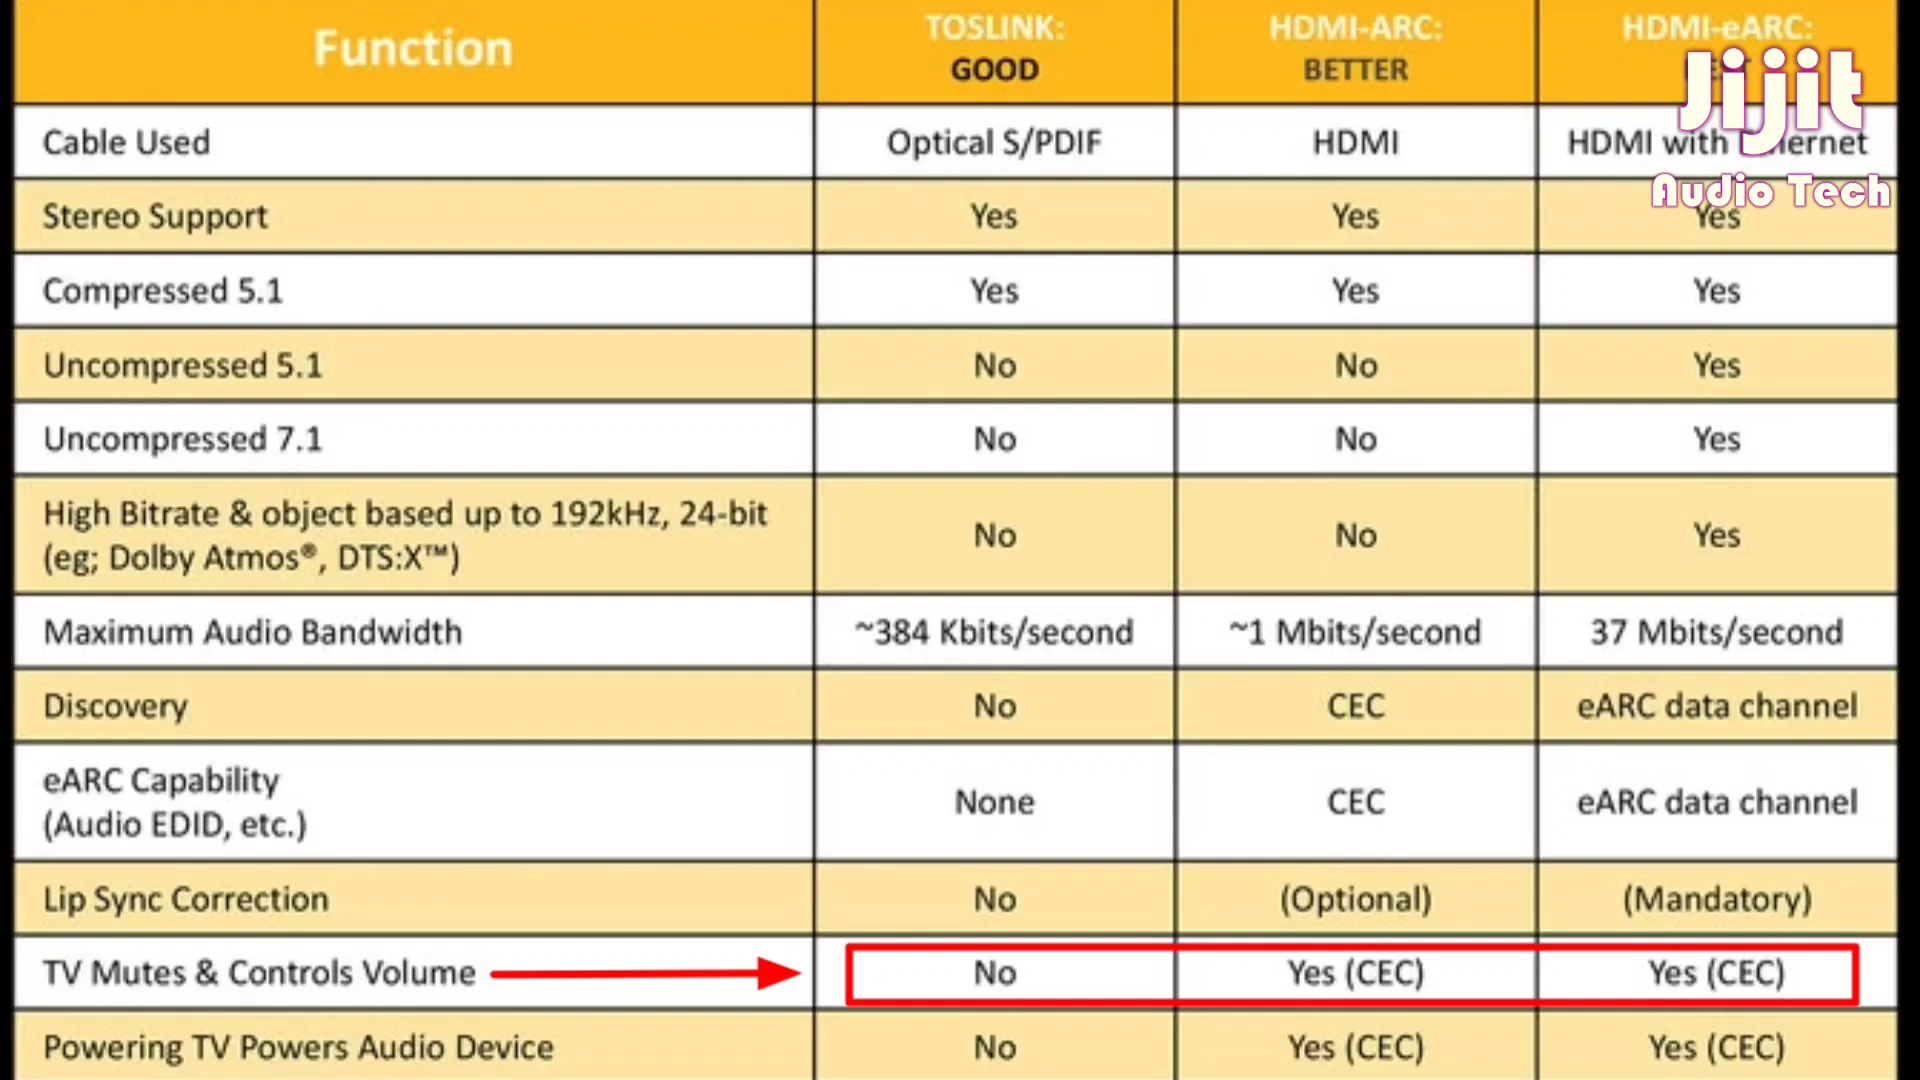 Function
TOSLINK:
GOOD
HDMI-ARC:
BETTER
HDMI-eARC:
Jijit
Audio Tech
Cable Used
Optical S/PDIF
HDMI
HDMI with
Stereo Support
Yes
Yes
Yes
Compressed 5.1
Yes
Yes
Yes
Uncompressed 5.1
No
No
Yes
Uncompressed 7.1
No
No
Yes
High Bitrate & object based up to 192kHz, 24-bit
(eg; Dolby Atmos®, DTS:X™)
No
No
Yes
Maximum Audio Bandwidth
~384 Kbits/second
~1 Mbits/second
37 Mbits/second
Discovery
No
CEC
eARC data channel
eARC Capability
(Audio EDID, etc.)
None
CEC
eARC data channel
Lip Sync Correction
No
(Optional)
(Mandatory)
TV Mutes & Controls Volume
No
Yes (CEC)
Yes (CEC)
Powering TV Powers Audio Device
No
Yes (CEC)
Yes (CEC)